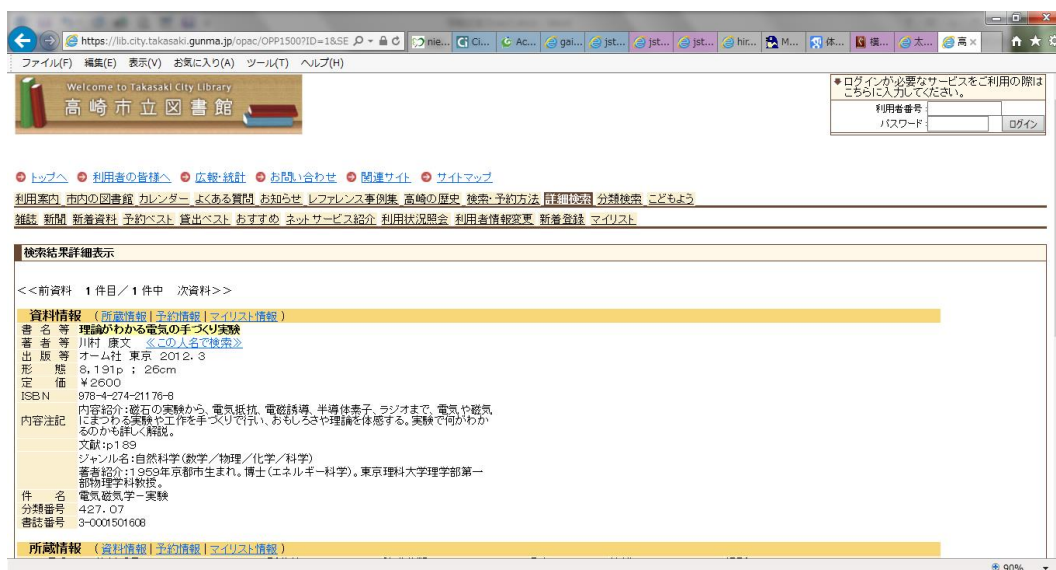 https://lib.city.takasaki.gunma.jp/opac/OPP1500?ID=1&SE
nie...
Ci...
Ac...
gai...
jst...
jst...
jst...
hir...
M...
体...
横...
太...
高
ファイル(F) 編集(E) 表示(V) お気に入り(A) ツール(T) ヘルプ(H)
Welcome to Takasaki City Library
高崎市立図書館
ログインが必要なサービスをご利用の際は
こちらに入力してください。
利用者番号:
パスワード:
ログイン
トップへ 利用者の皆様へ 広報・統計 お問い合わせ 関連サイト サイトマップ
利用案内 市内の図書館 カレンダー よくある質問 お知らせ レファレンス事例集 高崎の歴史 検索・予約方法 詳細検索 分類検索 こどもよう
雑誌 新聞 新着資料 予約ベスト 貸出ベスト おすすめ ネットサービス紹介 利用状況照会 利用者情報変更 新着登録 マイリスト
検索結果詳細表示
<<前資料 1 件目/1 件中 次資料>>
資料情報 (所蔵情報|予約情報|マイリスト情報)
書名等 理論がわかる電気の手づくり実験
著者等 川村 康文 ≪この人名で検索≫
出版等 オーム社 東京 2012.3
形態 8,191p ; 26cm
定価 ¥2600
ISBN 978-4-274-21176-8
内容注記 内容紹介:磁石の実験から、電気抵抗、電磁誘導、半導体素子、ラジオまで、電気や磁気
にまつわる実験や工作を手づくりで行い、おもしろさや理論を体感する。実験で何がわか
るのかも詳しく解説。
文献:p189
ジャンル名:自然科学(数学/物理/化学/科学)
著者紹介:1959年京都市生まれ。博士(エネルギー科学)。東京理科大学理学部第一
部物理学科教授。
件名 電気磁気学-実験
分類番号 427.07
書誌番号 3-0001501608
所蔵情報 (資料情報|予約情報|マイリスト情報)
90%